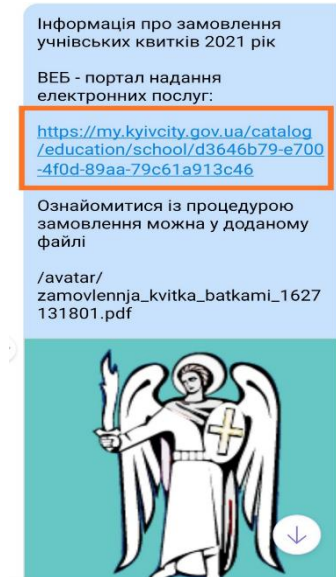 Інформація про замовлення
учнівських квитків 2021 рік
ВЕБ - портал надання
електронних послуг:
https://my.kyivcity.gov.ua/catalog
/education/school/d3646b79-e700
-4f0d-89aa-79c61a913c46
Ознайомитися із процедурою
замовлення можна у доданому
файлі
/avatar/
zamovlennja_kvitka_batkami_1627
131801.pdf